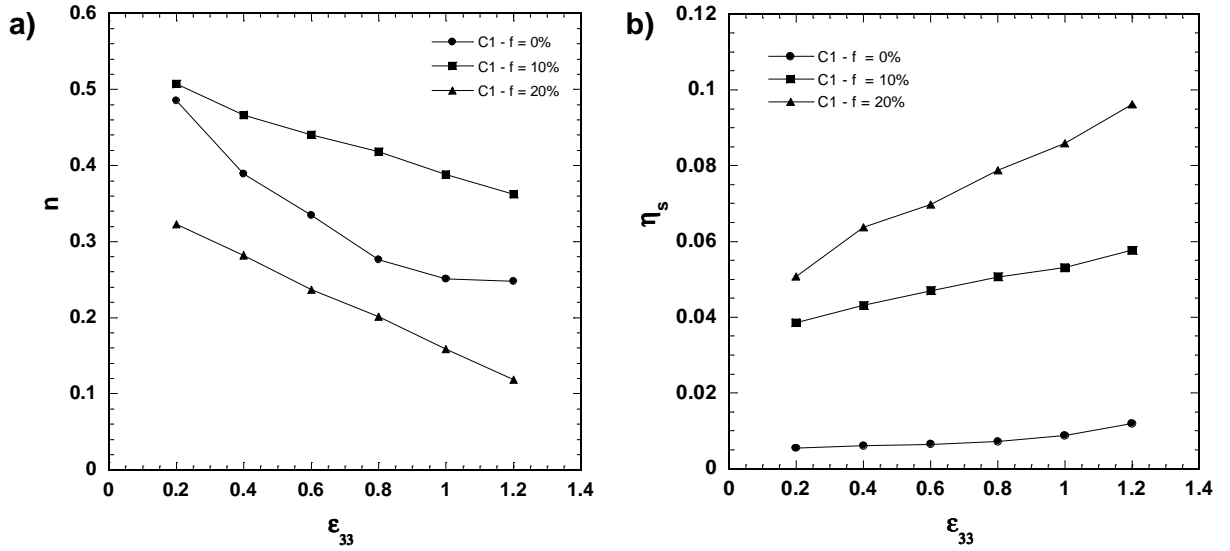 a)
0.6
0.5
0.4
0.3
0.2
0.1
0
n
C1 - f = 0%
C1 - f = 10%
C1 - f = 20%
0 0.2 0.4 0.6 0.8 1 1.2 1.4
ε33
b)
0.12
0.1
0.08
0.06
0.04
0.02
0
ηs
C1 - f = 0%
C1 - f = 10%
C1 - f = 20%
0 0.2 0.4 0.6 0.8 1 1.2 1.4
ε33